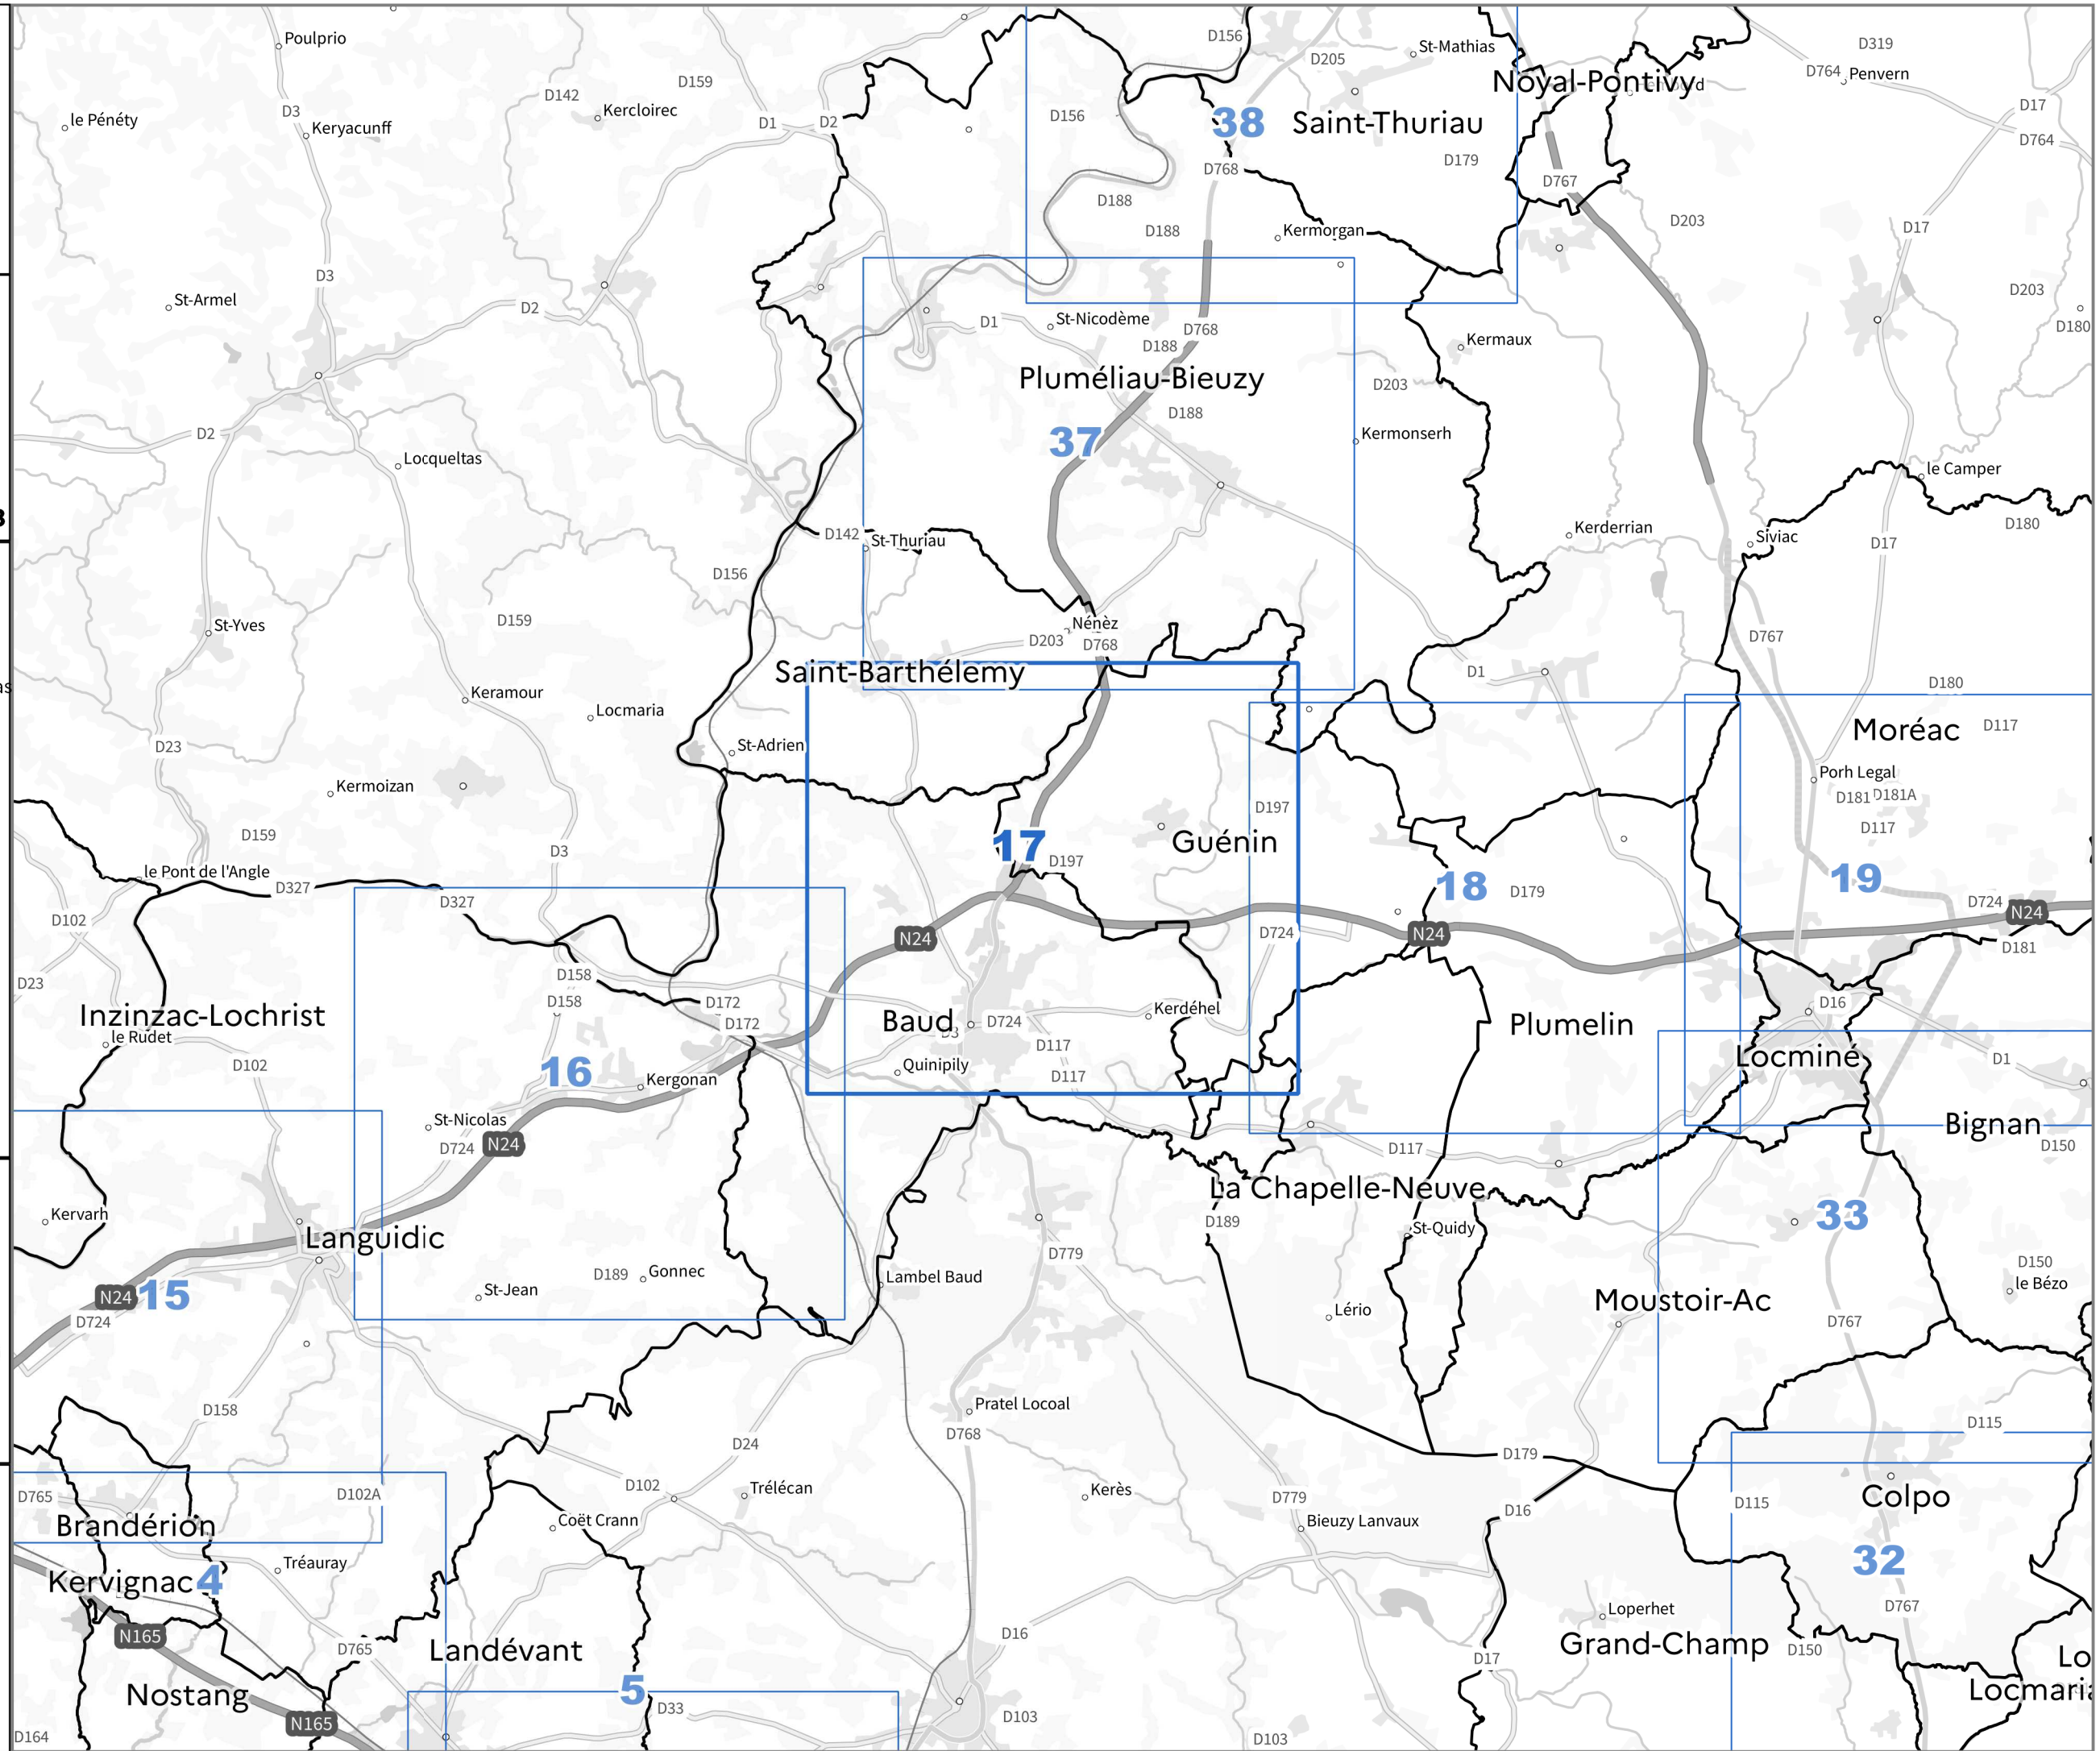 Poulprio
D156
D205
St-Mathias
D319
D142
D159
Noyal-Pontivy
D764
Penvern
le Pénéty
D3
Keryacunff
Kercloirec
D1
D2
D156
38
Saint-Thuriau
D17
D764
D179
D768
D767
D188
D203
D188
Kermorgan
D17
D3
St-Armel
D2
D1
St-Nicodème
D768
D188
Kermaux
D203
D180
Pluméliau-Bieuzy
D203
D188
D2
37
Kermonserh
Locqueltas
le Camper
D142
St-Thuriau
Kerderrian
Siviac
D17
D180
D156
D159
St-Yves
Nénèz
D203
D768
D767
Saint-Barthélemy
D1
D180
Keramour
Locmaria
D23
St-Adrien
Moréac
D117
Kermoizan
Porh Legal
D181
D181A
D197
D159
D3
17
D197
Guénin
D117
le Pont de l'Angle
D327
D327
18
D179
19
D102
N24
D724
N24
D724
N24
D181
D23
D158
D158
D172
D172
Inzinzac-Lochrist
le Rudet
Baud
D3
D724
Kerdéhel
D16
Plumelin
D102
16
Kergonan
Quinipily
D117
D117
Locminé
D1
St-Nicolas
D724
N24
D117
Bignan
D150
Kervarh
La Chapelle-Neuve
D189
St-Quidy
33
Languidic
D779
N24
15
D724
St-Jean
D189
Gonnec
Lambel Baud
Lério
Moustoir-Ac
D150
le Bézo
D767
D158
Pratel Locoal
D768
D24
D179
D115
D765
D102A
D102
Trélécan
Kerès
D779
D16
D115
Colpo
Brandérion
Coët Crann
Bieuzy Lanvaux
Kervignac
4
Tréauray
32
N165
D765
Landévant
D16
Loperhet
Grand-Champ
D767
D150
D17
Lo
Nostang
5
Locmaria
N165
D33
D103
D164
D103